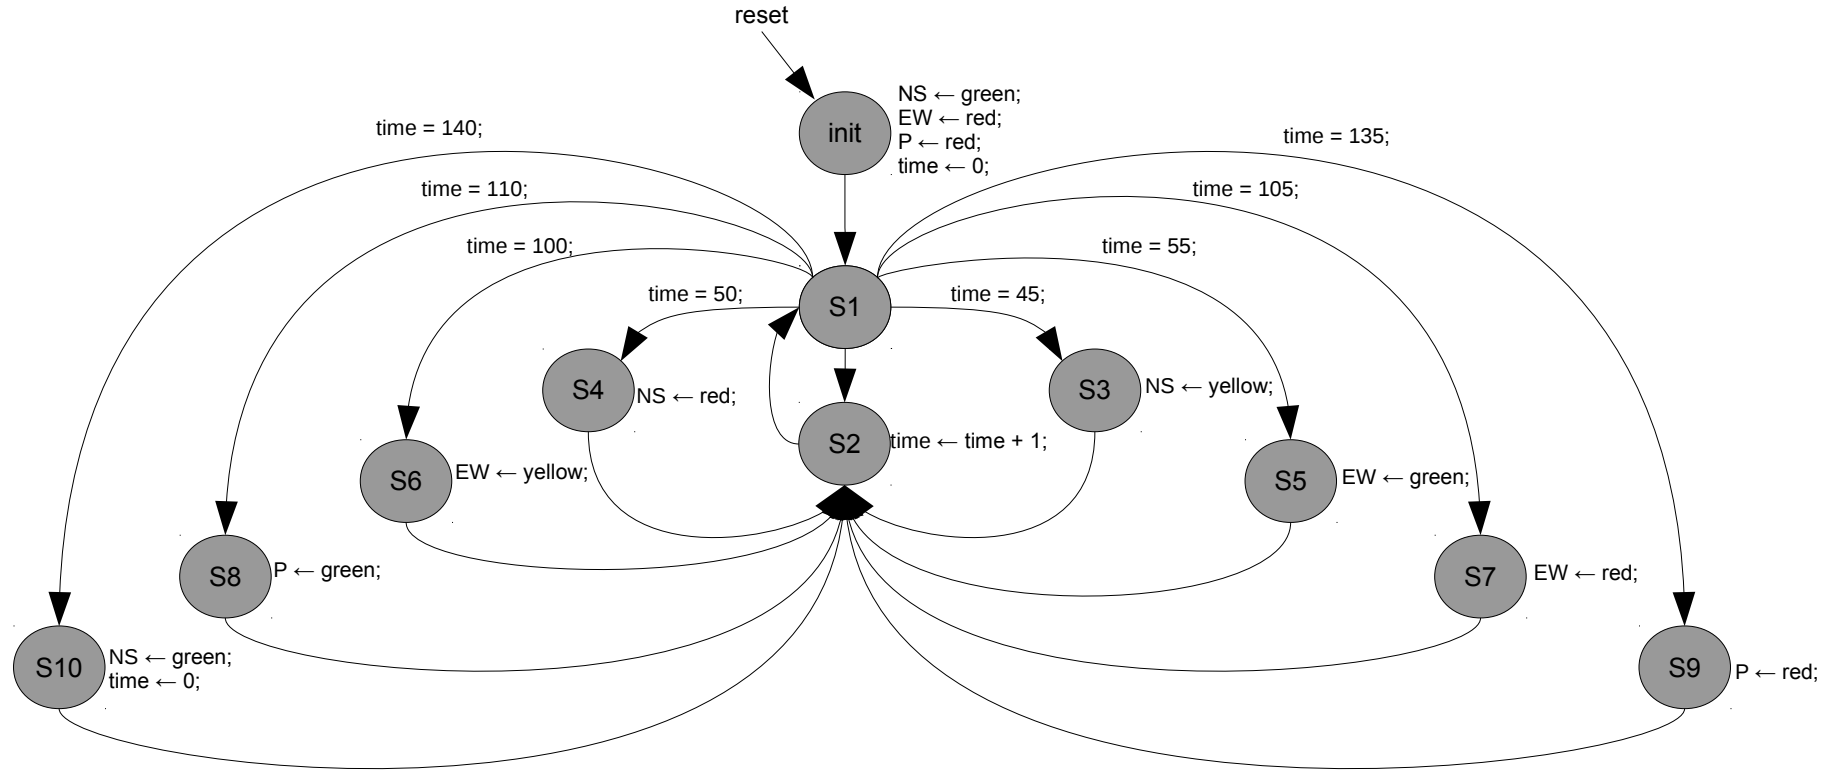 reset
NS ← green;
EW ← red;
P ← red;
time ← 0;
init
time = 140;
time = 135;
time = 110;
time = 105;
time = 100;
time = 55;
time = 50;
time = 45;
S1
S4
NS ← red;
S3
NS ← yellow;
S2
time ← time + 1;
S6
EW ← yellow;
S5
EW ← green;
S8
P ← green;
S7
EW ← red;
S10
NS ← green;
time ← 0;
S9
P ← red;